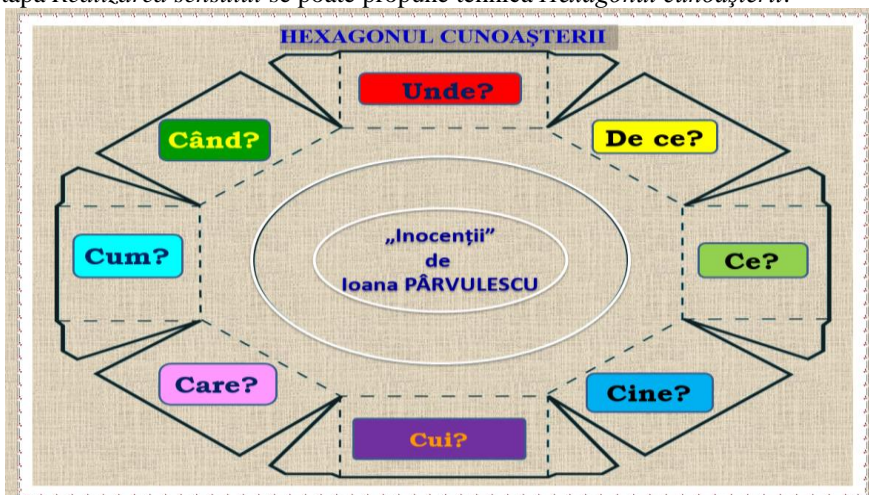 Realizarea sensului se poate propune tehnica Hexagonul cunoașterii:
HEXAGONUL CUNOAȘTERII
Unde?
Când?
De ce?
Cum?
„Inocenții”
de
Ioana PÂRVULESCU
Ce?
Care?
Cine?
Cui?